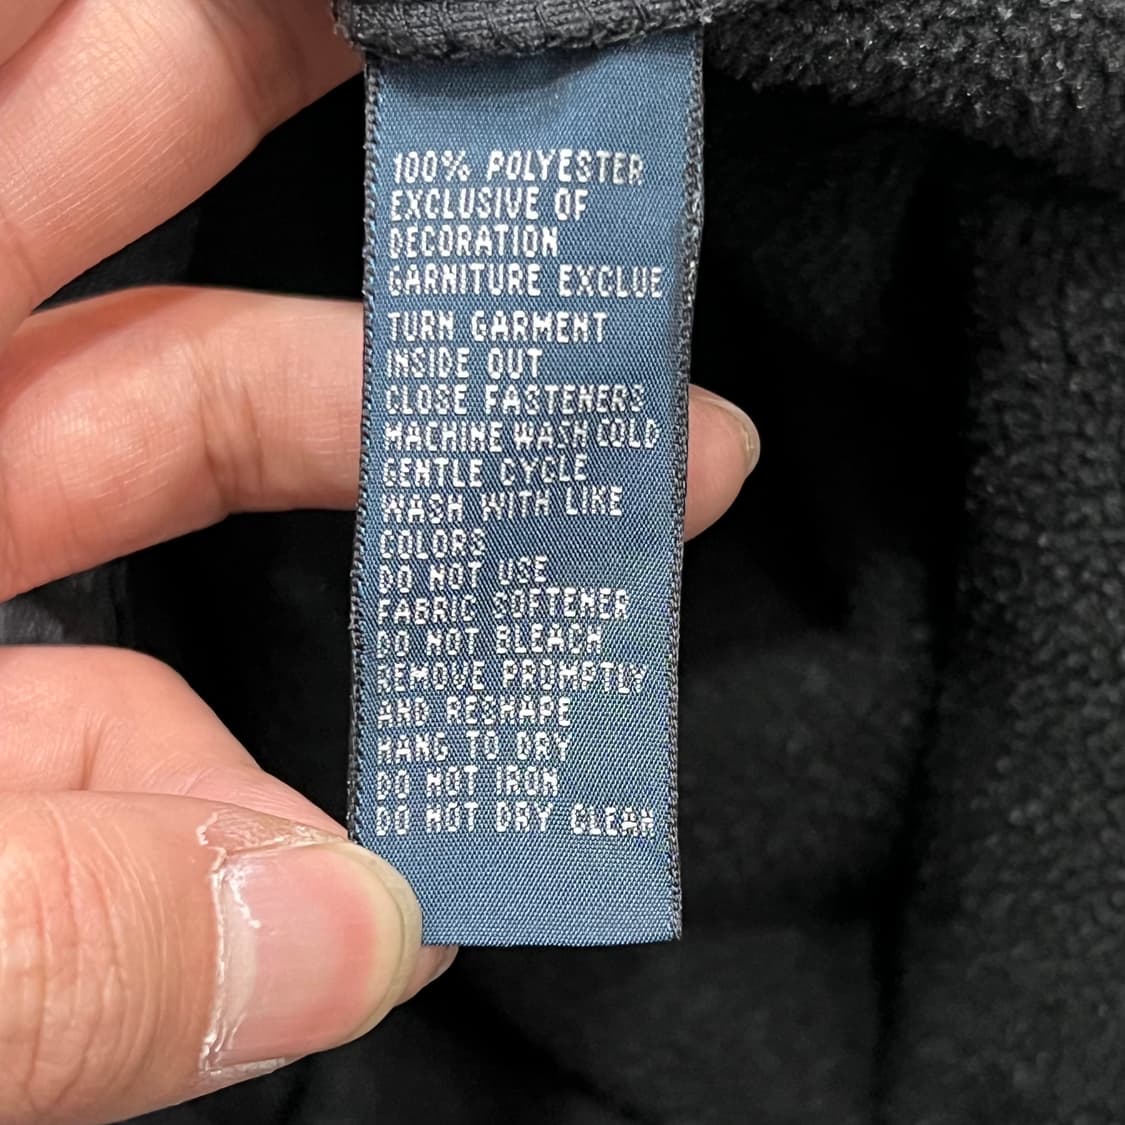 100% POLYESTER
EXCLUSIVE OF
DECORATION
GARNITURE EXCLUE
TURN GARMENT
INSIDE OUT
CLOSE FASTENERS
MACHINE WASH COLD
GENTLE CYCLE
WASH WITH LIKE
COLORS
DO NOT USE
FABRIC SOFTENER
DO NOT BLEACH
REMOVE PROMPTLY
AND RESHAPE
HANG TO DRY
DO NOT IRON
DO NOT DRY CLEAN